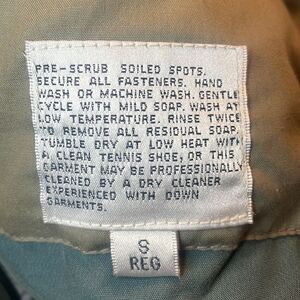 PRE-SCRUB SOILED SPOTS.
SECURE ALL FASTENERS. HAND
WASH OR MACHINE WASH. GENTLE
CYCLE WITH MILD SOAP. WASH AT
LOW TEMPERATURE. RINSE TWICE
TO REMOVE ALL RESIDUAL SOAP.
TUMBLE DRY AT LOW HEAT WITH
A CLEAN TENNIS SHOE, OR THIS
GARMENT MAY BE PROFESSIONALLY
CLEANED BY A DRY CLEANER
EXPERIENCED WITH DOWN
GARMENTS.
S
REG